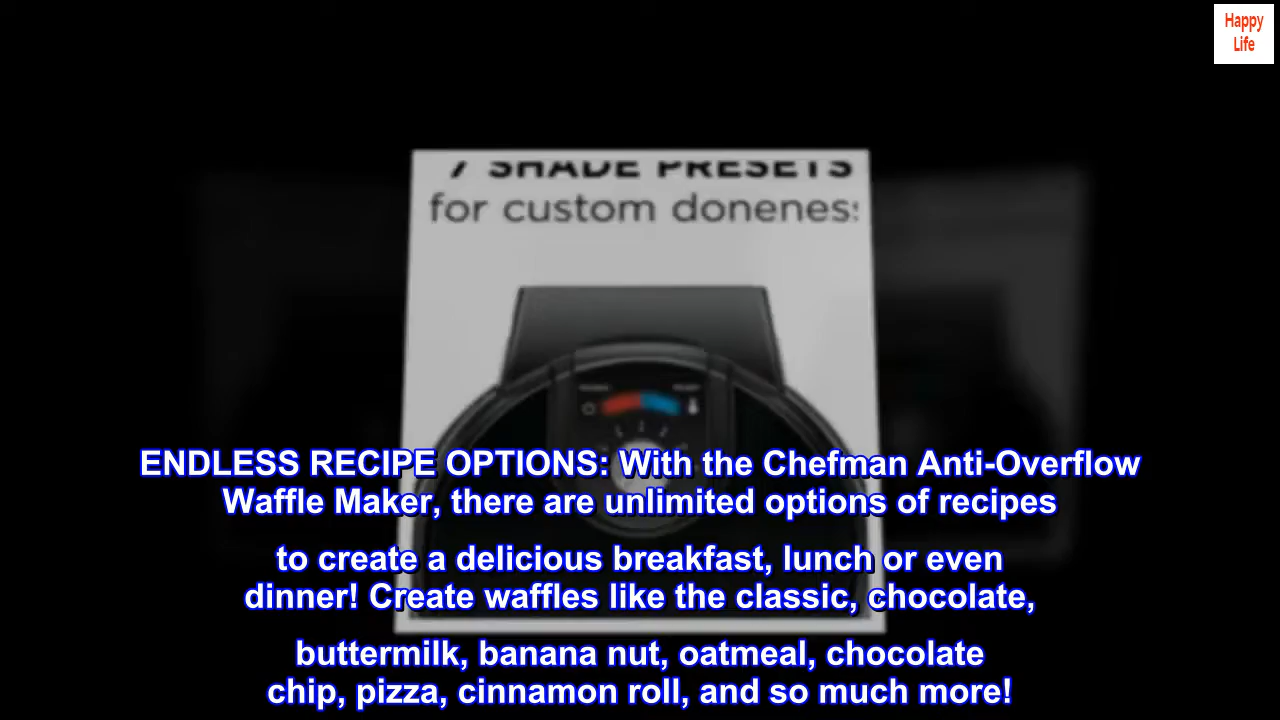 Happy
Life
7 SHADE PRESETS
for custom doneness
ENDLESS RECIPE OPTIONS: With the Chefman Anti-Overflow
Waffle Maker, there are unlimited options of recipes
to create a delicious breakfast, lunch or even
dinner! Create waffles like the classic, chocolate,
buttermilk, banana nut, oatmeal, chocolate
chip, pizza, cinnamon roll, and so much more!